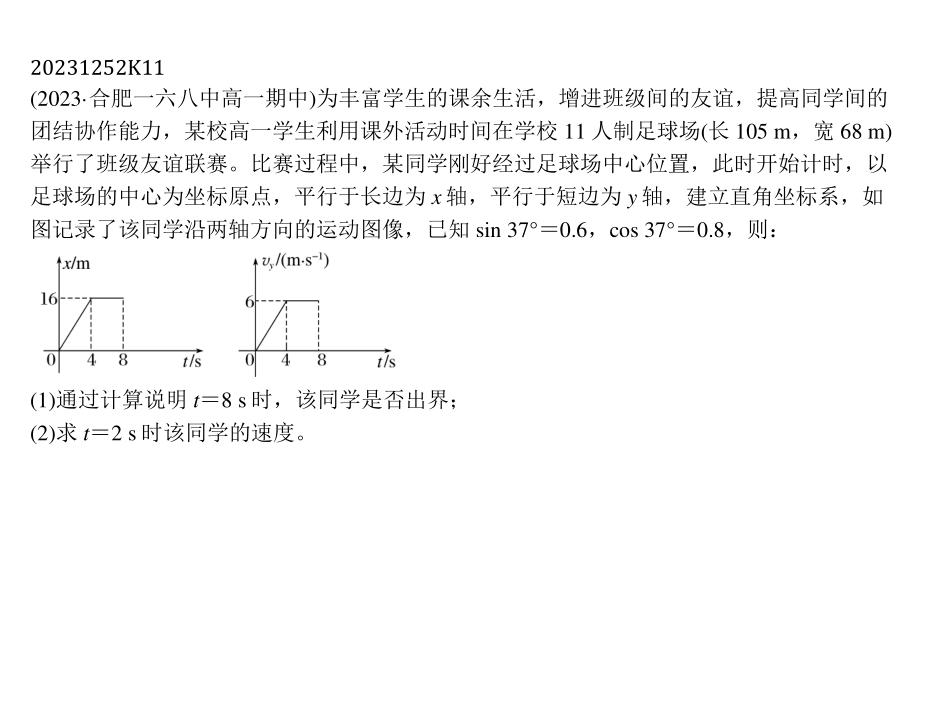 20231252K11
(2023·合肥一六八中高一期中)为丰富学生的课余生活，增进班级间的友谊，提高同学间的
团结协作能力，某校高一学生利用课外活动时间在学校 11 人制足球场(长 105 m，宽 68 m)
举行了班级友谊联赛。比赛过程中，某同学刚好经过足球场中心位置，此时开始计时，以
足球场的中心为坐标原点，平行于长边为 x 轴，平行于短边为 y 轴，建立直角坐标系，如
图记录了该同学沿两轴方向的运动图像，已知 sin 37°＝0.6，cos 37°＝0.8，则：
x/m
16
0 4 8 t/s
vy/(m·s⁻¹)
6
0 4 8 t/s
(1)通过计算说明 t＝8 s 时，该同学是否出界；
(2)求 t＝2 s 时该同学的速度。